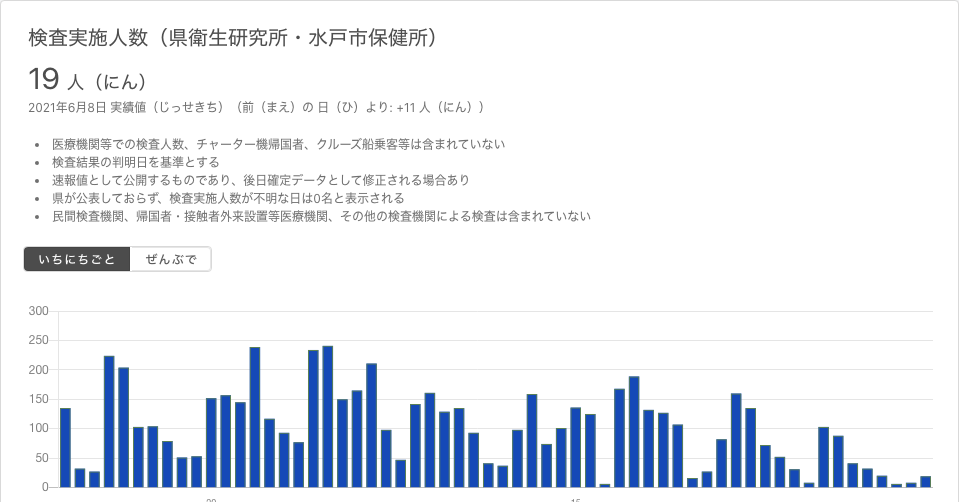 検査実施人数（県衛生研究所・水戸市保健所）
19 人（にん）
2021年6月8日 実績値（じっせきち）（前（まえ）の 日（ひ）より: +11 人（にん））
• 医療機関等での検査人数、チャーター機帰国者、クルーズ船乗客等は含まれていない
• 検査結果の判明日を基準とする
• 速報値として公開するものであり、後日確定データとして修正される場合あり
• 県が公表しておらず、検査実施人数が不明な日は0名と表示される
• 民間検査機関、帰国者・接触者外来設置等医療機関、その他の検査機関による検査は含まれていない
いちにちごと ぜんぶで
300
250
200
150
100
50
0